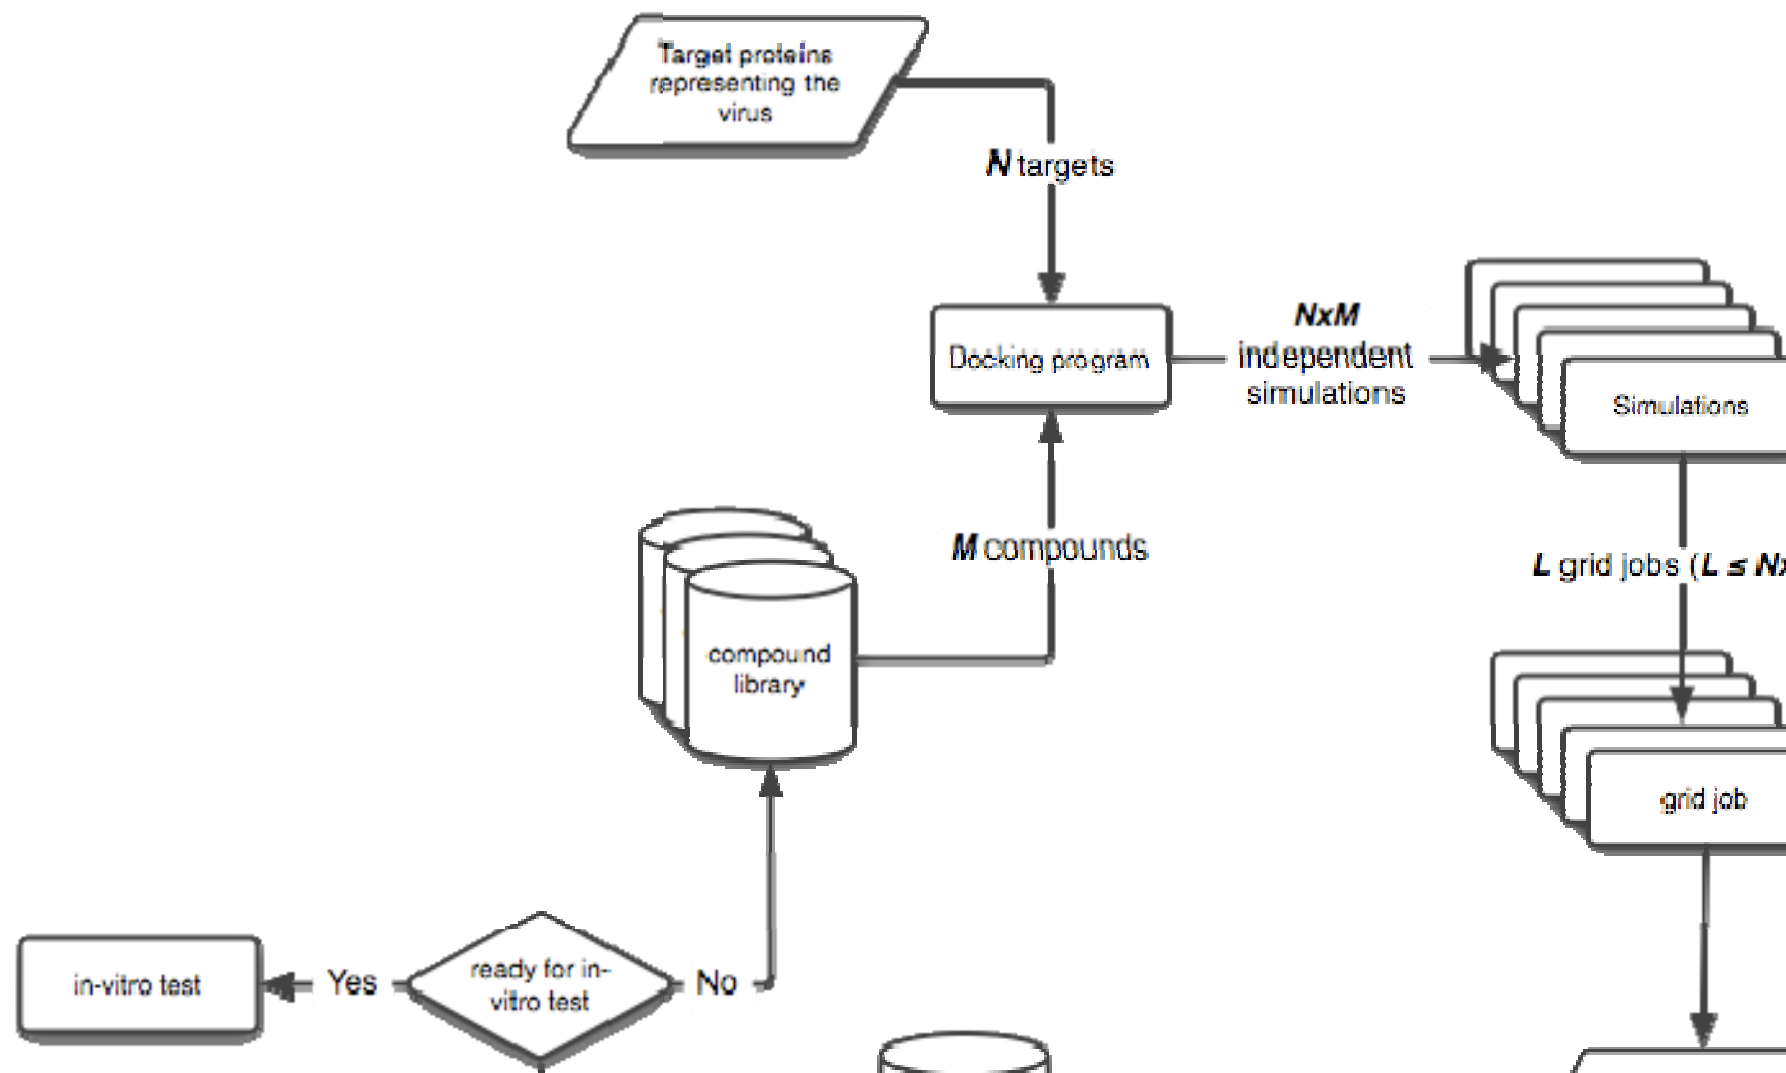 Target proteins
representing the
virus
N targets
Docking program
NxM
independent
simulations
Simulations
M compounds
L grid jobs (L ≤ Nx
compound
library
grid job
in-vitro test
Yes
ready for in-
vitro test
No